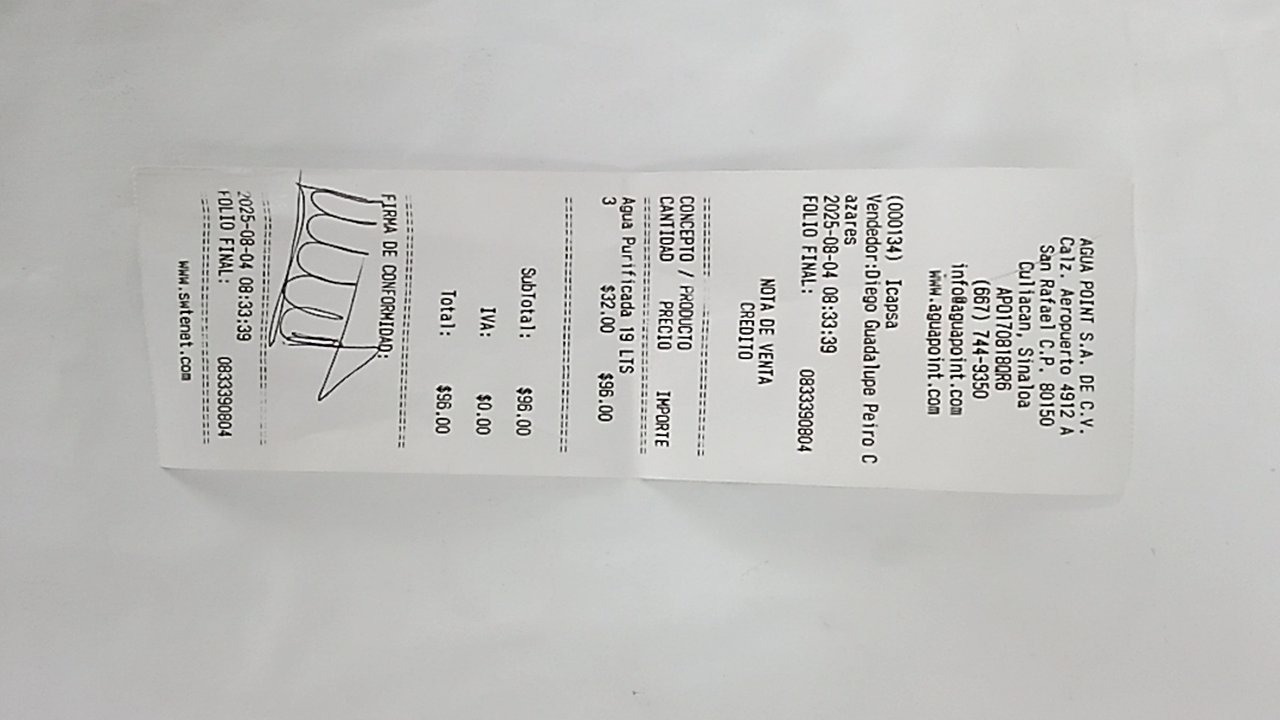 AGUA POINT S.A. DE C.V.
Calz. Aeropuerto 4912 A
San Rafael C.P. 80150
Culiacan, Sinaloa
APO170818QR6
(667) 744-9350
info@aguapoint.com
www.aguapoint.com
(000134) Icapsa
Vendedor:Diego Guadalupe Peiro C
azares
2025-08-04 08:33:39
FOLIO FINAL: 0833390804
NOTA DE VENTA
CREDITO
CONCEPTO / PRODUCTO
CANTIDAD PRECIO IMPORTE
Agua Purificada 19 LTS
3 $32.00 $96.00
SubTotal: $96.00
IVA: $0.00
Total: $96.00
FIRMA DE CONFORMIDAD:
2025-08-04 08:33:39
FOLIO FINAL: 0833390804
www.swtenet.com